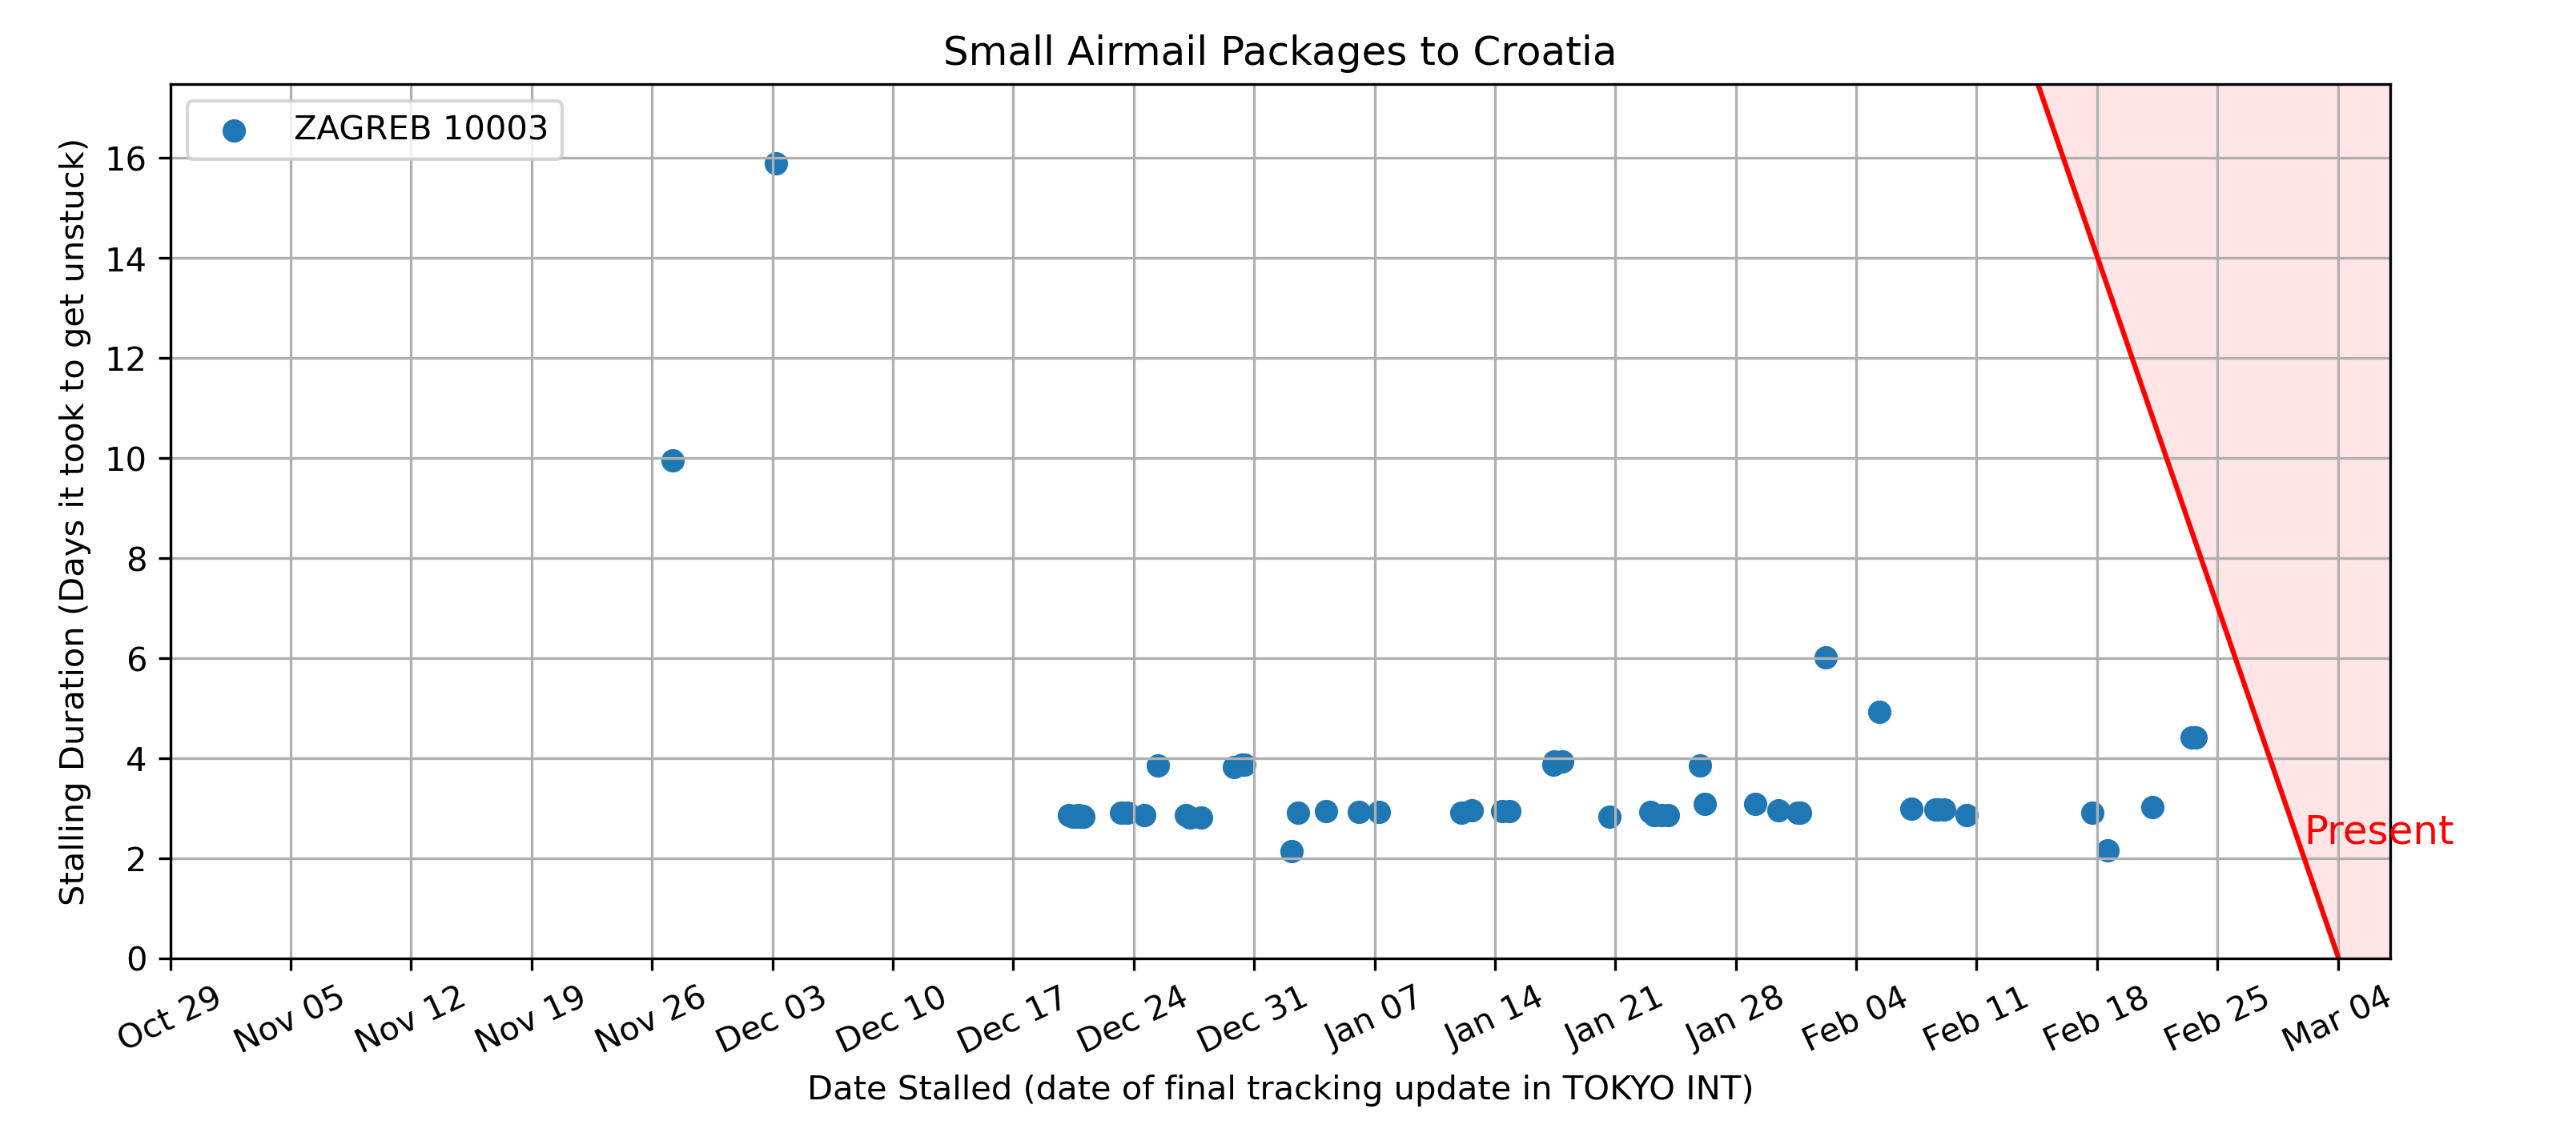 Small Airmail Packages to Croatia
ZAGREB 10003
Stalling Duration (Days it took to get unstuck)
16
14
12
10
8
6
4
2
0
Present
Oct 29 Nov 05 Nov 12 Nov 19 Nov 26 Dec 03 Dec 10 Dec 17 Dec 24 Dec 31 Jan 07 Jan 14 Jan 21 Jan 28 Feb 04 Feb 11 Feb 18 Feb 25 Mar 04
Date Stalled (date of final tracking update in TOKYO INT)